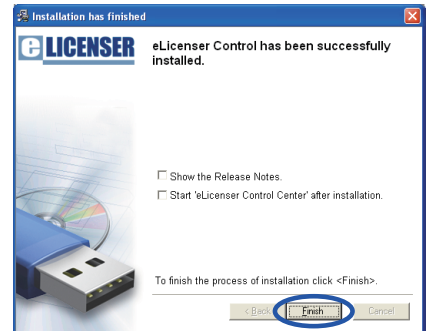 Installation has finished
eLICENSER
eLicenser Control has been successfully
installed.
Show the Release Notes.
Start 'eLicenser Control Center' after installation.
To finish the process of installation click <Finish>.
< Back Finish Cancel